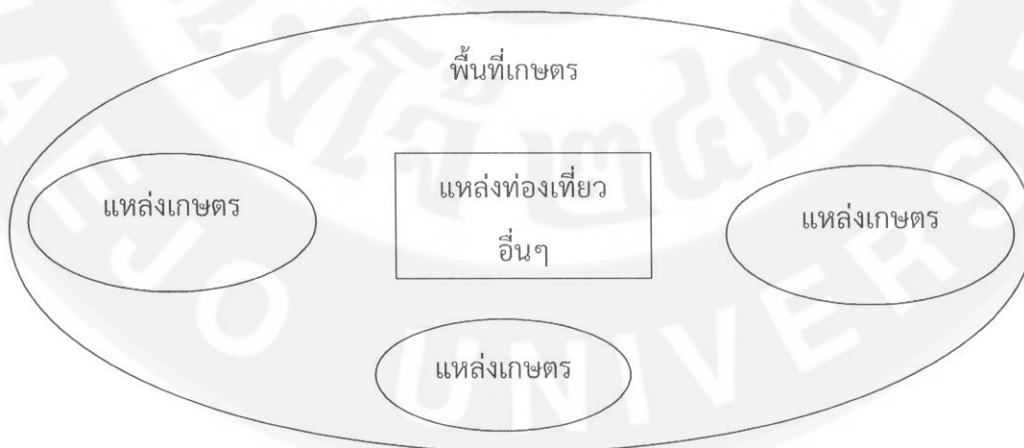 พื้นที่เกษตร
แหล่งเกษตร
แหล่งท่องเที่ยว
อื่นๆ
แหล่งเกษตร
แหล่งเกษตร